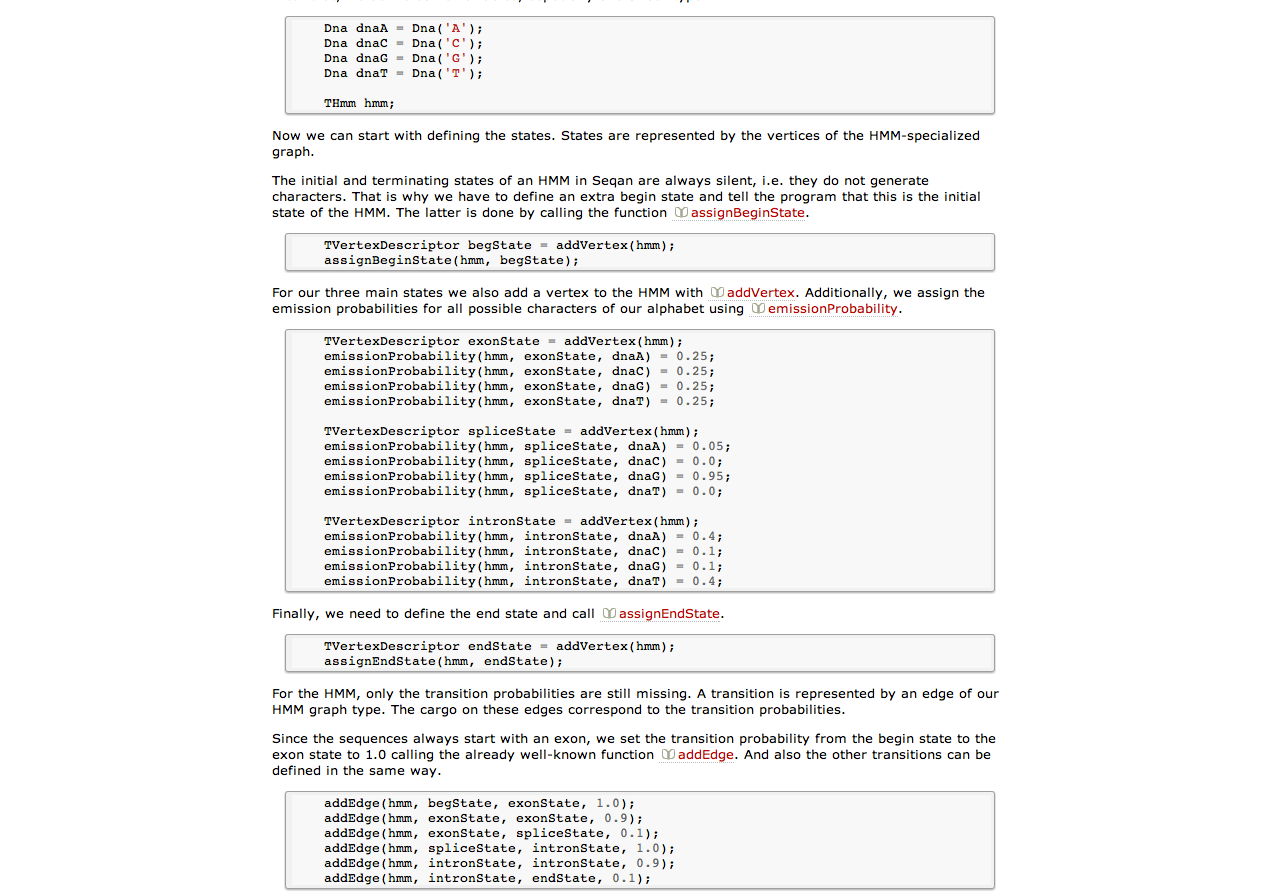 Dna dnaA = Dna('A');
Dna dnaC = Dna('C');
Dna dnaG = Dna('G');
Dna dnaT = Dna('T');
THmm hmm;
Now we can start with defining the states. States are represented by the vertices of the HMM-specialized
graph.
The initial and terminating states of an HMM in Seqan are always silent, i.e. they do not generate
characters. That is why we have to define an extra begin state and tell the program that this is the initial
state of the HMM. The latter is done by calling the function assignBeginState.
TVertexDescriptor begState = addVertex(hmm);
assignBeginState(hmm, begState);
For our three main states we also add a vertex to the HMM with addVertex. Additionally, we assign the
emission probabilities for all possible characters of our alphabet using emissionProbability.
TVertexDescriptor exonState = addVertex(hmm);
emissionProbability(hmm, exonState, dnaA) = 0.25;
emissionProbability(hmm, exonState, dnaC) = 0.25;
emissionProbability(hmm, exonState, dnaG) = 0.25;
emissionProbability(hmm, exonState, dnaT) = 0.25;
TVertexDescriptor spliceState = addVertex(hmm);
emissionProbability(hmm, spliceState, dnaA) = 0.05;
emissionProbability(hmm, spliceState, dnaC) = 0.0;
emissionProbability(hmm, spliceState, dnaG) = 0.95;
emissionProbability(hmm, spliceState, dnaT) = 0.0;
TVertexDescriptor intronState = addVertex(hmm);
emissionProbability(hmm, intronState, dnaA) = 0.4;
emissionProbability(hmm, intronState, dnaC) = 0.1;
emissionProbability(hmm, intronState, dnaG) = 0.1;
emissionProbability(hmm, intronState, dnaT) = 0.4;
Finally, we need to define the end state and call assignEndState.
TVertexDescriptor endState = addVertex(hmm);
assignEndState(hmm, endState);
For the HMM, only the transition probabilities are still missing. A transition is represented by an edge of our
HMM graph type. The cargo on these edges correspond to the transition probabilities.
Since the sequences always start with an exon, we set the transition probability from the begin state to the
exon state to 1.0 calling the already well-known function addEdge. And also the other transitions can be
defined in the same way.
addEdge(hmm, begState, exonState, 1.0);
addEdge(hmm, exonState, exonState, 0.9);
addEdge(hmm, exonState, spliceState, 0.1);
addEdge(hmm, spliceState, intronState, 1.0);
addEdge(hmm, intronState, intronState, 0.9);
addEdge(hmm, intronState, endState, 0.1);